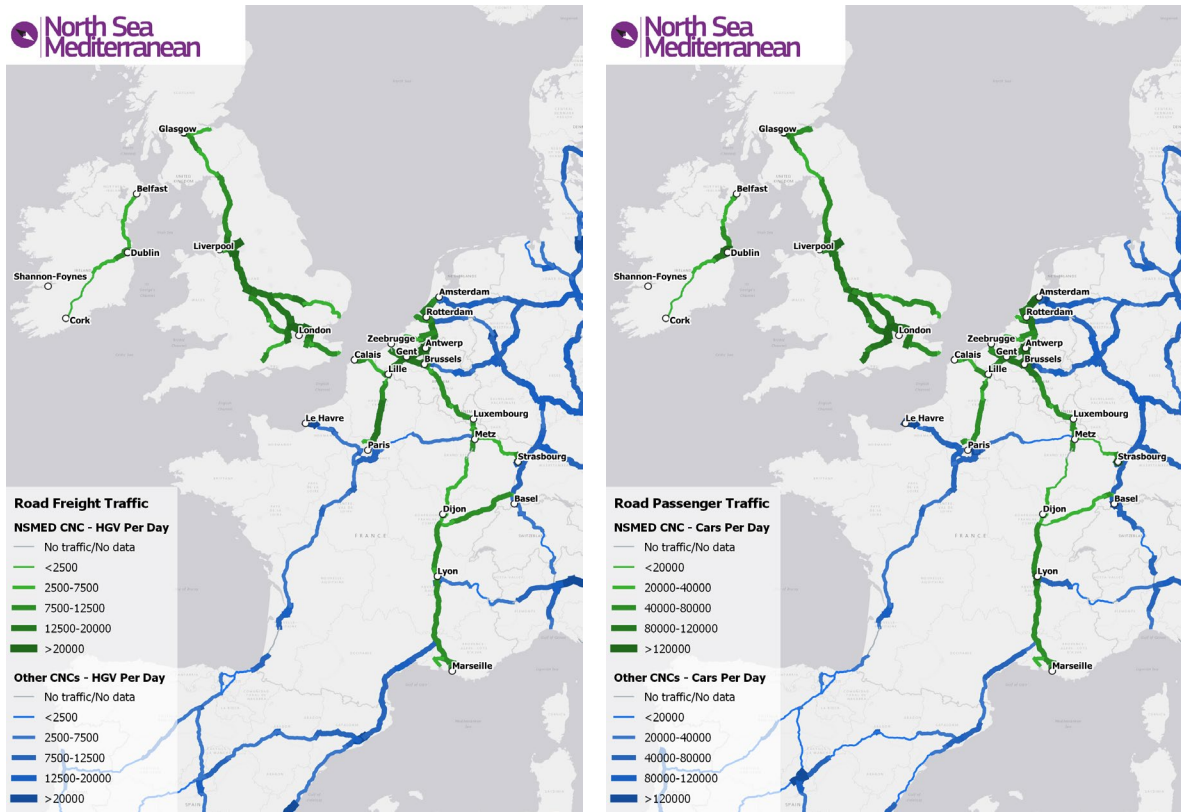 North Sea
Mediterranean
Glasgow
Belfast
Liverpool
Dublin
Shannon-Foynes
Cork
Amsterdam
Rotterdam
London
Zeebrugge
Antwerp
Gent
Calais
Brussels
Lille
Luxembourg
Le Havre
Metz
Paris
Strasbourg
Basel
Dijon
FRANCE
Lyon
Marseille
Road Freight Traffic
NSMED CNC - HGV Per Day
No traffic/No data
<2500
2500-7500
7500-12500
12500-20000
>20000
Other CNCs - HGV Per Day
No traffic/No data
<2500
2500-7500
7500-12500
12500-20000
>20000
North Sea
Mediterranean
Glasgow
Belfast
Liverpool
Dublin
Shannon-Foynes
Cork
Amsterdam
Rotterdam
London
Zeebrugge
Antwerp
Gent
Calais
Brussels
Lille
Luxembourg
Le Havre
Metz
Paris
Strasbourg
Basel
Dijon
FRANCE
Lyon
Marseille
Road Passenger Traffic
NSMED CNC - Cars Per Day
No traffic/No data
<20000
20000-40000
40000-80000
80000-120000
>120000
Other CNCs - Cars Per Day
No traffic/No data
<20000
20000-40000
40000-80000
80000-120000
>120000